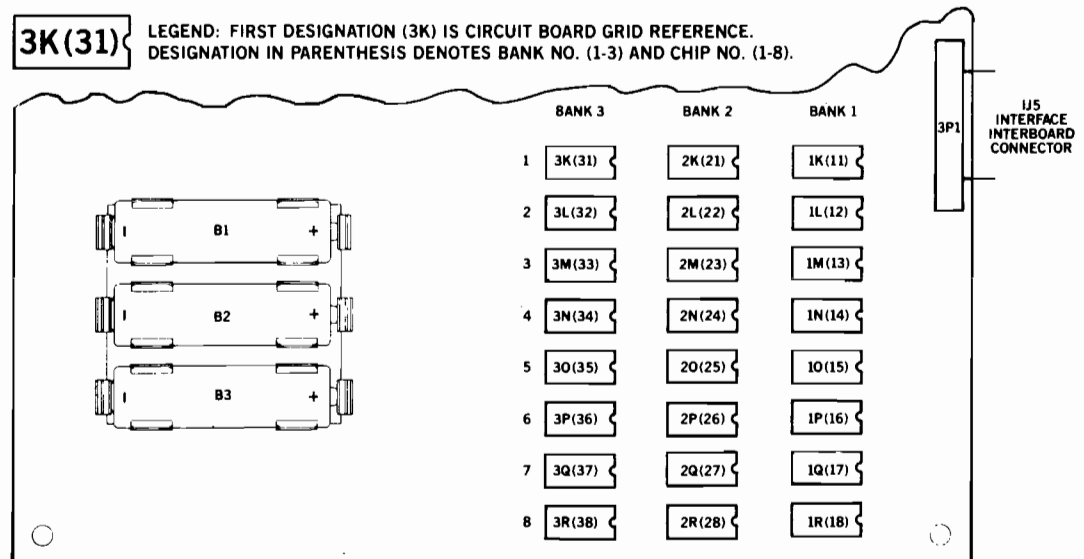 3K(31)
LEGEND: FIRST DESIGNATION (3K) IS CIRCUIT BOARD GRID REFERENCE.
DESIGNATION IN PARENTHESIS DENOTES BANK NO. (1-3) AND CHIP NO. (1-8).
BANK 3 BANK 2 BANK 1
3P1
1J5
INTERFACE
INTERBOARD
CONNECTOR
1 3K(31) 2K(21) 1K(11)
2 3L(32) 2L(22) 1L(12)
3 3M(33) 2M(23) 1M(13)
4 3N(34) 2N(24) 1N(14)
5 3O(35) 2O(25) 1O(15)
6 3P(36) 2P(26) 1P(16)
7 3Q(37) 2Q(27) 1Q(17)
8 3R(38) 2R(28) 1R(18)
- B1 +
- B2 +
- B3 +